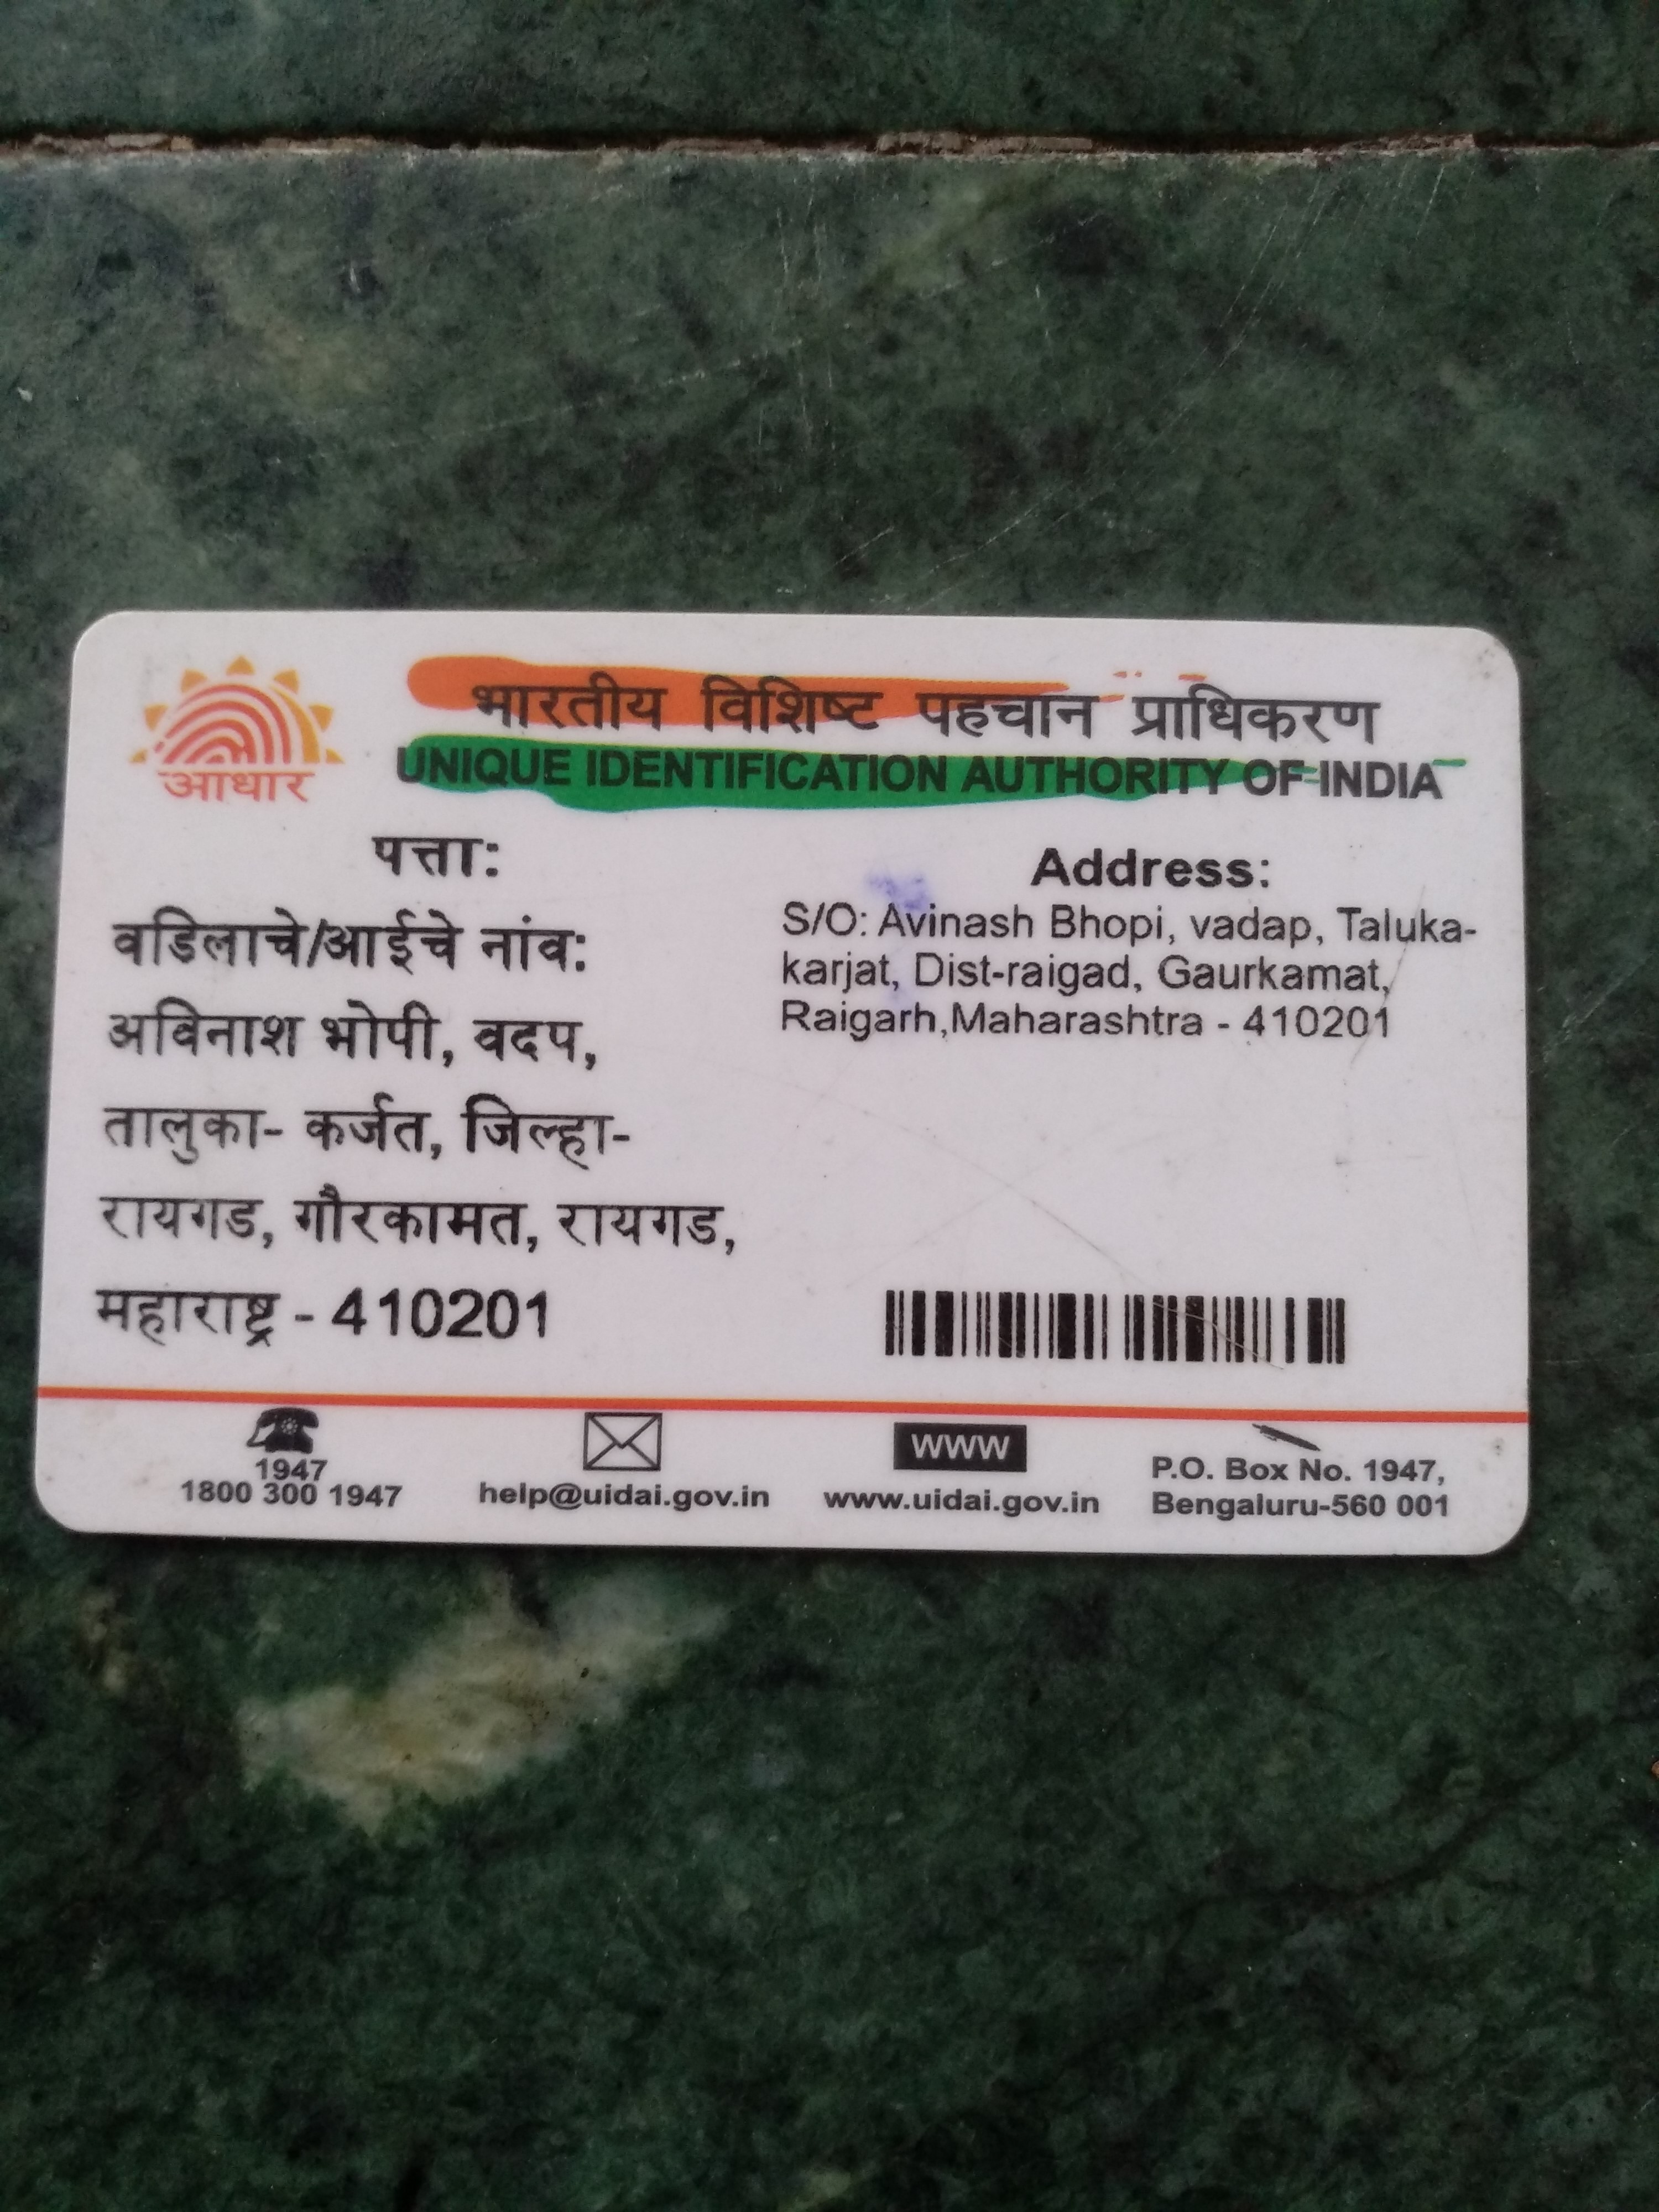 आधार
भारतीय विशिष्ट पहचान प्राधिकरण
UNIQUE IDENTIFICATION AUTHORITY OF INDIA
पत्ता:
वडिलाचे/आईचे नांव:
अविनाश भोपी, वदप,
तालुका- कर्जत, जिल्हा-
रायगड, गौरकामत, रायगड,
महाराष्ट्र - 410201
Address:
S/O: Avinash Bhopi, vadap, Taluka-
karjat, Dist-raigad, Gaurkamat,
Raigarh,Maharashtra - 410201
1947
1800 300 1947
help@uidai.gov.in
WWW
www.uidai.gov.in
P.O. Box No. 1947,
Bengaluru-560 001